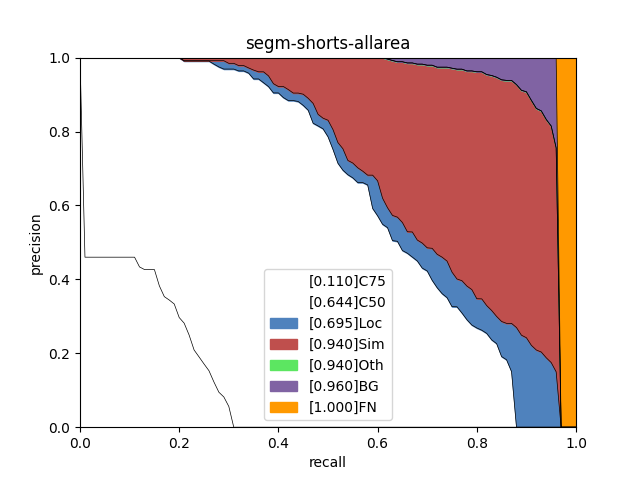 segm-shorts-allarea
1.0
0.8
0.6
0.4
0.2
0.0
precision
[0.110]C75
[0.644]C50
[0.695]Loc
[0.940]Sim
[0.940]Oth
[0.960]BG
[1.000]FN
0.0 0.2 0.4 0.6 0.8 1.0
recall